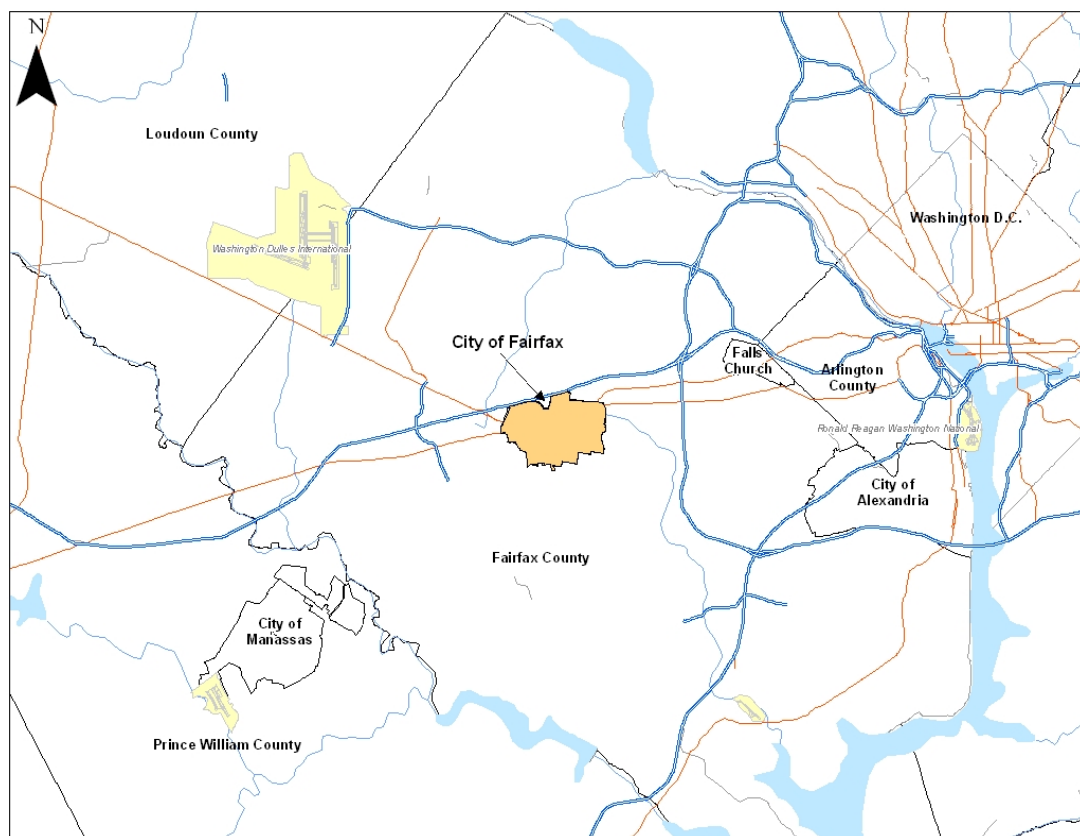 N
Loudoun County
Washington D.C.
Washington Dulles International
City of Fairfax
Falls
Church
Arlington
County
Ronald Reagan Washington National
City of
Alexandria
Fairfax County
City of
Manassas
Prince William County